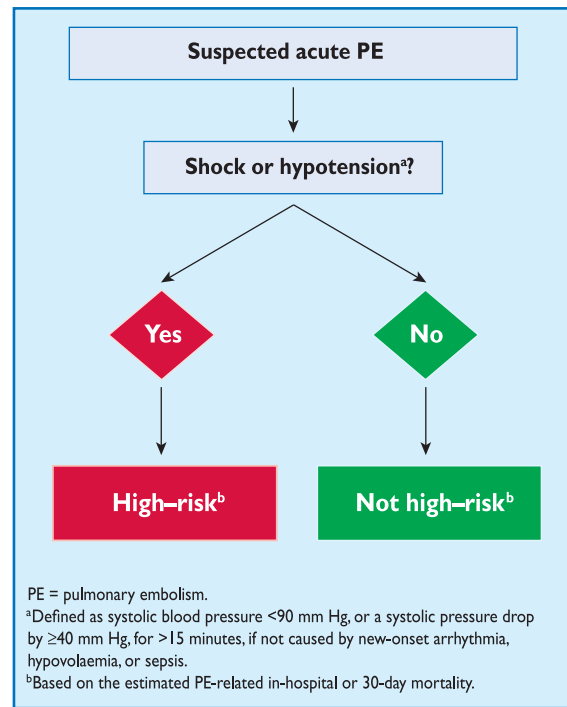 Suspected acute PE
Shock or hypotensionᵃ?
Yes
No
High–riskᵇ
Not high–riskᵇ
PE = pulmonary embolism.
ᵃDefined as systolic blood pressure <90 mm Hg, or a systolic pressure drop
by ≥40 mm Hg, for >15 minutes, if not caused by new-onset arrhythmia,
hypovolaemia, or sepsis.
ᵇBased on the estimated PE-related in-hospital or 30-day mortality.